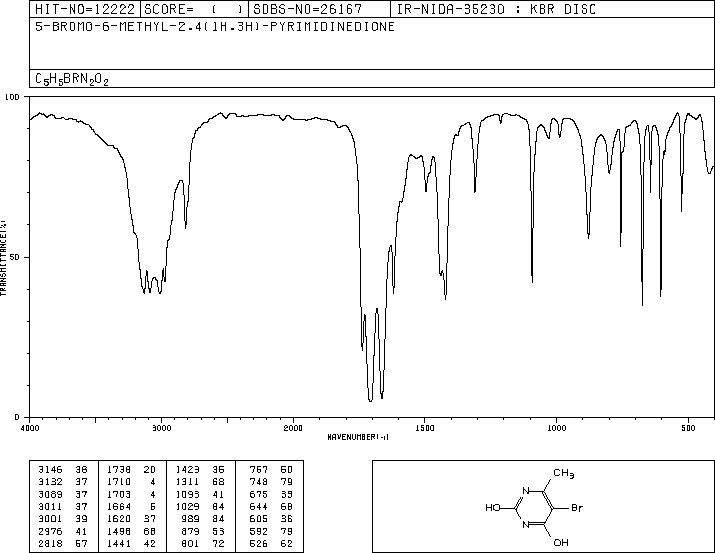 HIT-NO=12222 SCORE= ( ) SDBS-NO=26167 IR-NIDA-35230 : KBR DISC
5-BROMO-6-METHYL-2,4(1H,3H)-PYRIMIDINEDIONE
C5H5BRN2O2
100
50
0
TRANSMITTANCE(%)
4000 3000 2000 1500 1000 500
WAVENUMBER(-1)
3146 38 1738 20 1429 35 767 50
3132 37 1710 4 1311 68 748 79
3089 37 1703 4 1093 41 675 33
3011 37 1664 5 1029 84 644 68
3001 39 1620 37 989 84 605 36
2976 41 1498 68 879 53 592 79
2818 57 1441 42 801 72 526 62
CH3
N
HO Br
N
OH